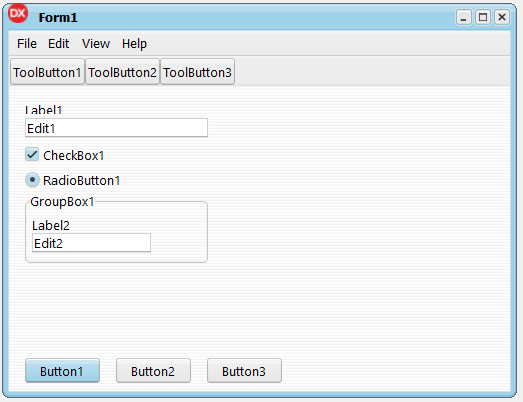 DX Form1
File Edit View Help
ToolButton1 ToolButton2 ToolButton3
Label1
Edit1
CheckBox1
RadioButton1
GroupBox1
Label2
Edit2
Button1 Button2 Button3